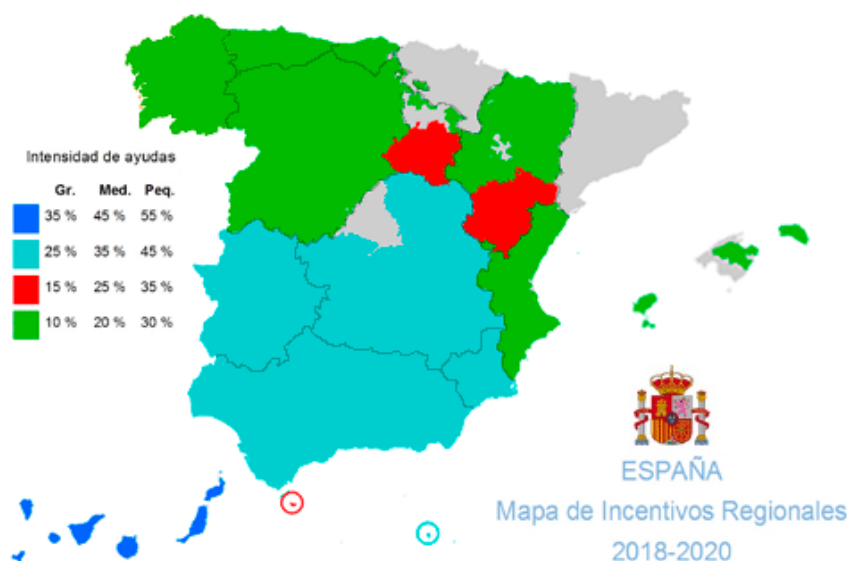 Intensidad de ayudas
Gr. Med. Peq.
35 % 45 % 55 %
25 % 35 % 45 %
15 % 25 % 35 %
10 % 20 % 30 %
ESPAÑA
Mapa de Incentivos Regionales
2018-2020